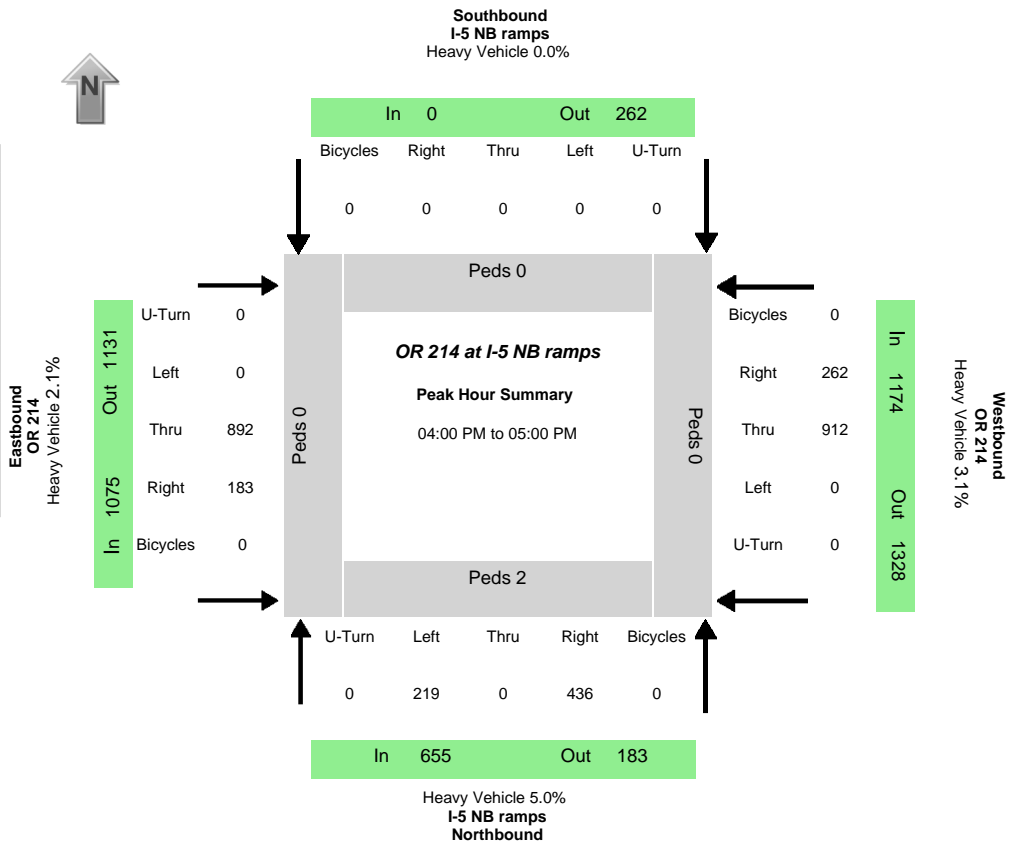 Southbound
I-5 NB ramps
Heavy Vehicle 0.0%
N
In 0 Out 262
Bicycles Right Thru Left U-Turn
0 0 0 0 0
Peds 0
Eastbound
OR 214
Heavy Vehicle 2.1%
In 1075 Out 1131
U-Turn 0
Left 0
Thru 892
Right 183
Bicycles 0
Peds 0
OR 214 at I-5 NB ramps
Peak Hour Summary
04:00 PM to 05:00 PM
Peds 0
Bicycles 0
Right 262
Thru 912
Left 0
U-Turn 0
In 1174 Out 1328
Westbound
OR 214
Heavy Vehicle 3.1%
Peds 2
U-Turn Left Thru Right Bicycles
0 219 0 436 0
In 655 Out 183
Heavy Vehicle 5.0%
I-5 NB ramps
Northbound